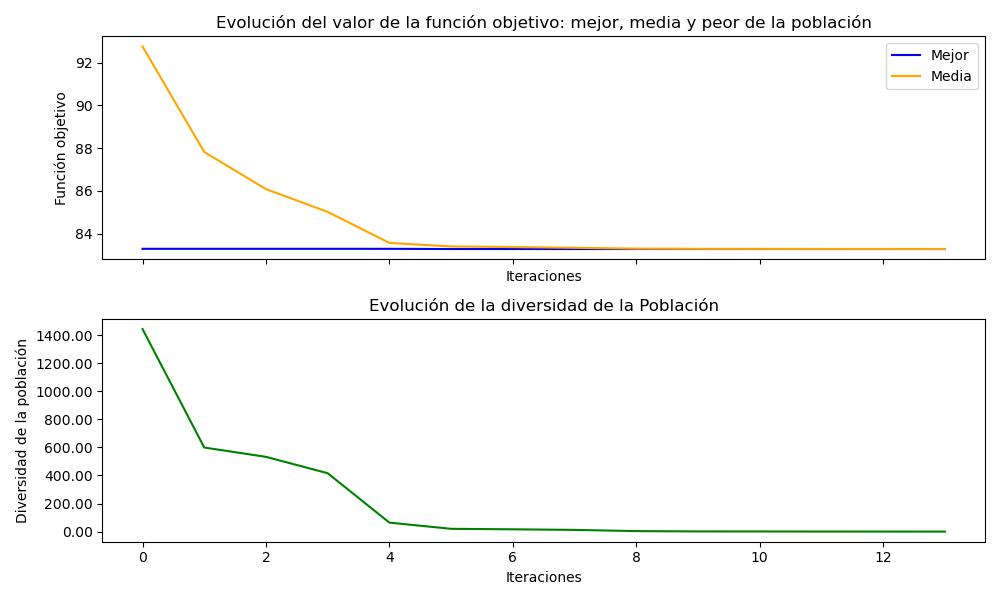 Evolución del valor de la función objetivo: mejor, media y peor de la población
Mejor
Media
92
90
88
86
84
Función objetivo
Iteraciones
Evolución de la diversidad de la Población
1400.00
1200.00
1000.00
800.00
600.00
400.00
200.00
0.00
Diversidad de la población
0 2 4 6 8 10 12
Iteraciones